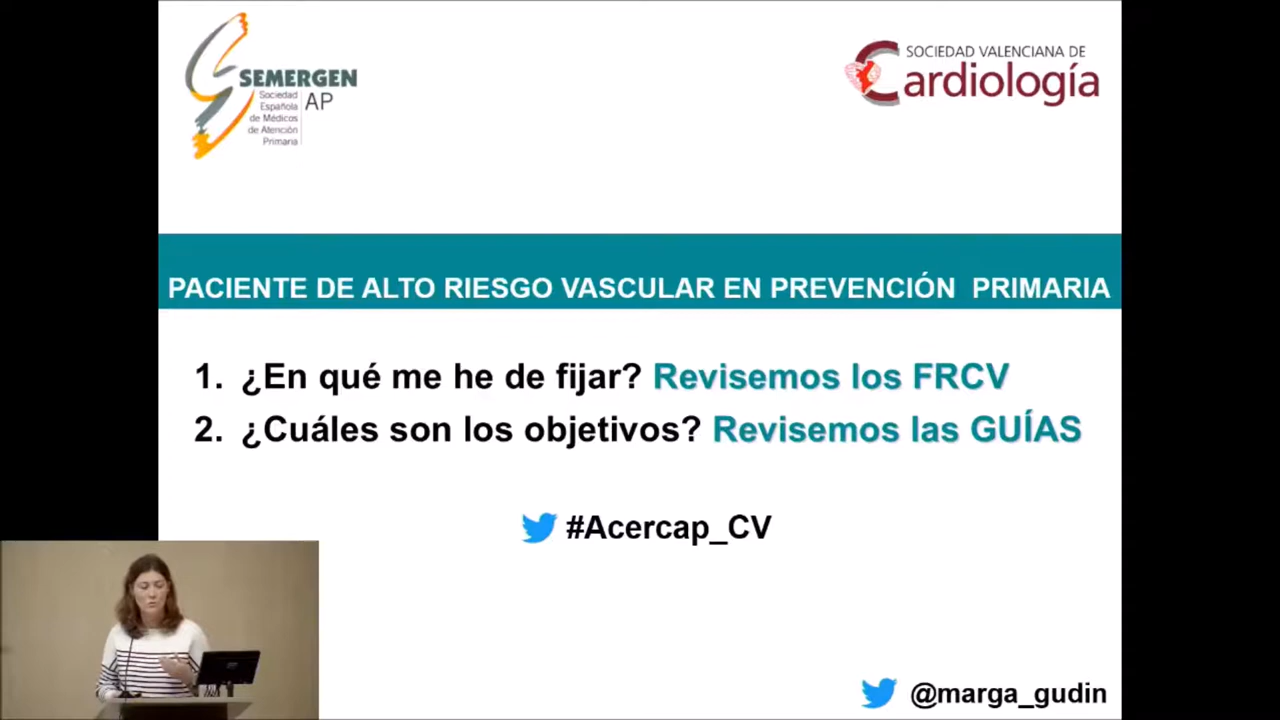 SEMERGEN
Sociedad
Española
de Médicos
de Atención
Primaria
AP
SOCIEDAD VALENCIANA DE
Cardiología
PACIENTE DE ALTO RIESGO VASCULAR EN PREVENCIÓN PRIMARIA
1. ¿En qué me he de fijar? Revisemos los FRCV
2. ¿Cuáles son los objetivos? Revisemos las GUÍAS
#Acercap_CV
@marga_gudin